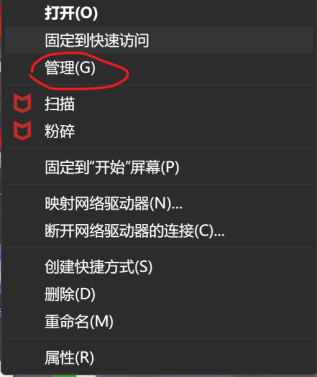 打开(O)
固定到快速访问
管理(G)
扫描
粉碎
固定到"开始"屏幕(P)
映射网络驱动器(N)...
断开网络驱动器的连接(C)...
创建快捷方式(S)
删除(D)
重命名(M)
属性(R)